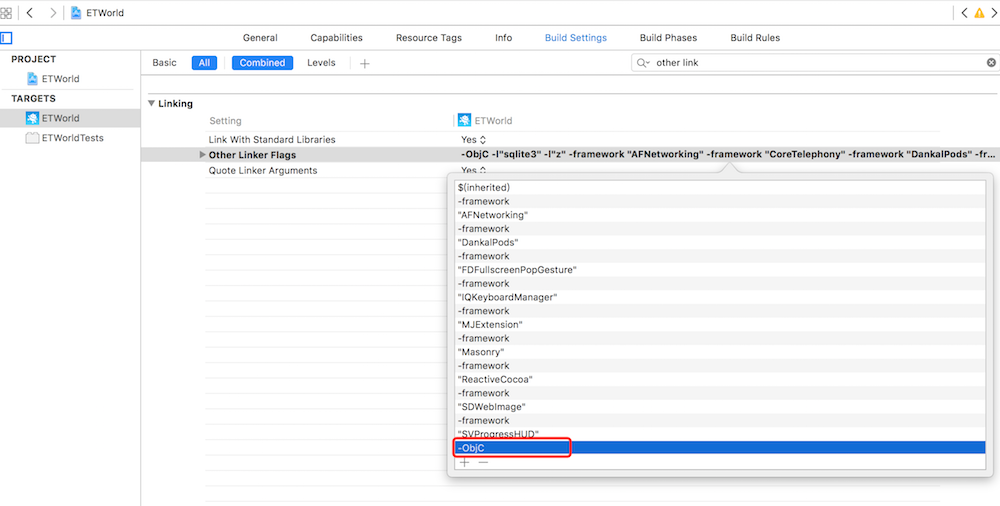 ETWorld
General Capabilities Resource Tags Info Build Settings Build Phases Build Rules
PROJECT
ETWorld
TARGETS
ETWorld
ETWorldTests
Basic All Combined Levels + other link
Linking
Setting ETWorld
Link With Standard Libraries Yes
Other Linker Flags -ObjC -l"sqlite3" -l"z" -framework "AFNetworking" -framework "CoreTelephony" -framework "DankalPods" -fr...
Quote Linker Arguments Yes
$(inherited)
-framework
"AFNetworking"
-framework
"DankalPods"
-framework
"FDFullscreenPopGesture"
-framework
"IQKeyboardManager"
-framework
"MJExtension"
-framework
"Masonry"
-framework
"ReactiveCocoa"
-framework
"SDWebImage"
-framework
"SVProgressHUD"
-ObjC
+ −